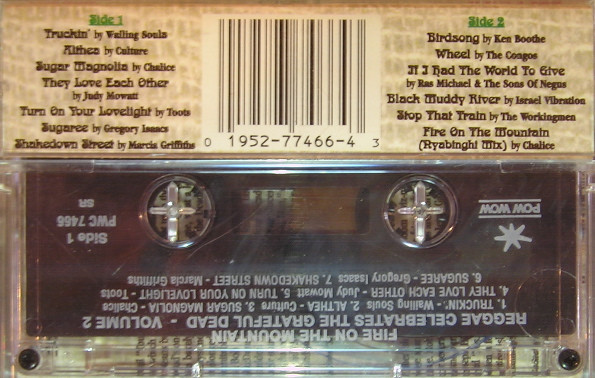 Side 1
Truckin' by Wailing Souls
Althea by Culture
Sugar Magnolia by Chalice
They Love Each Other
by Judy Mowatt
Turn On Your Lovelight by Toots
Sugaree by Gregory Isaacs
Shakedown Street by Marcia Griffiths
0 1952-77466-4 3
Side 2
Birdsong by Ken Boothe
Wheel by The Congos
If I Had The World To Give
by Ras Michael & The Sons Of Negus
Black Muddy River by Israel Vibration
Stop That Train by The Workingmen
Fire On The Mountain
(Nyabinghi Mix) by Chalice
FIRE ON THE MOUNTAIN
REGGAE CELEBRATES THE GRATEFUL DEAD - VOLUME 2
1. TRUCKIN' - Wailing Souls 2. ALTHEA - Culture 3. SUGAR MAGNOLIA - Chalice
4. THEY LOVE EACH OTHER - Judy Mowatt 5. TURN ON YOUR LOVELIGHT - Toots
6. SUGAREE - Gregory Isaacs 7. SHAKEDOWN STREET - Marcia Griffiths
POW WOW
Side 1
PWC 7466
SR